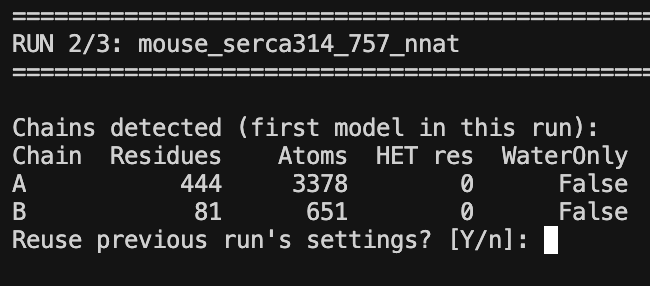 ==================================================
RUN 2/3: mouse_serca314_757_nnat
==================================================
Chains detected (first model in this run):
Chain  Residues    Atoms  HET res  WaterOnly
A           444     3378        0      False
B            81      651        0      False
Reuse previous run's settings? [Y/n]: